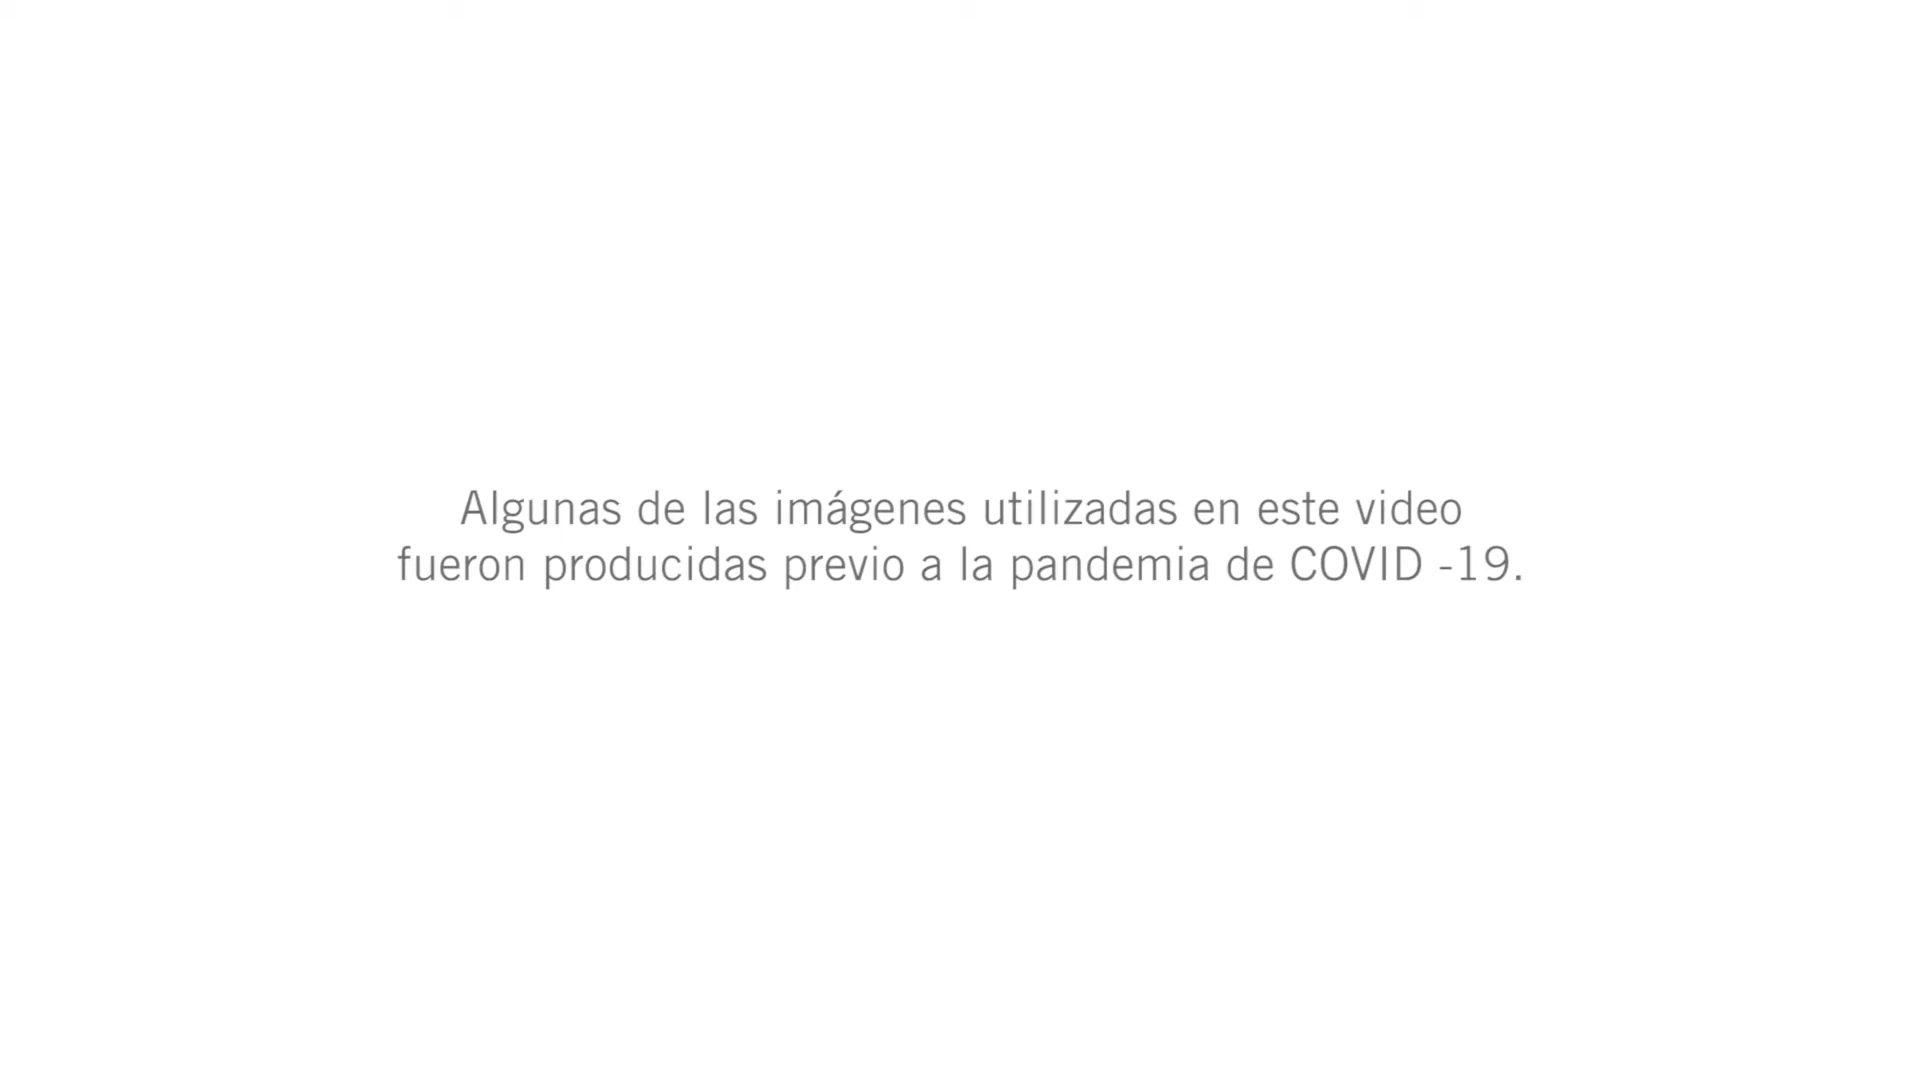 Algunas de las imágenes utilizadas en este video
fueron producidas previo a la pandemia de COVID -19.